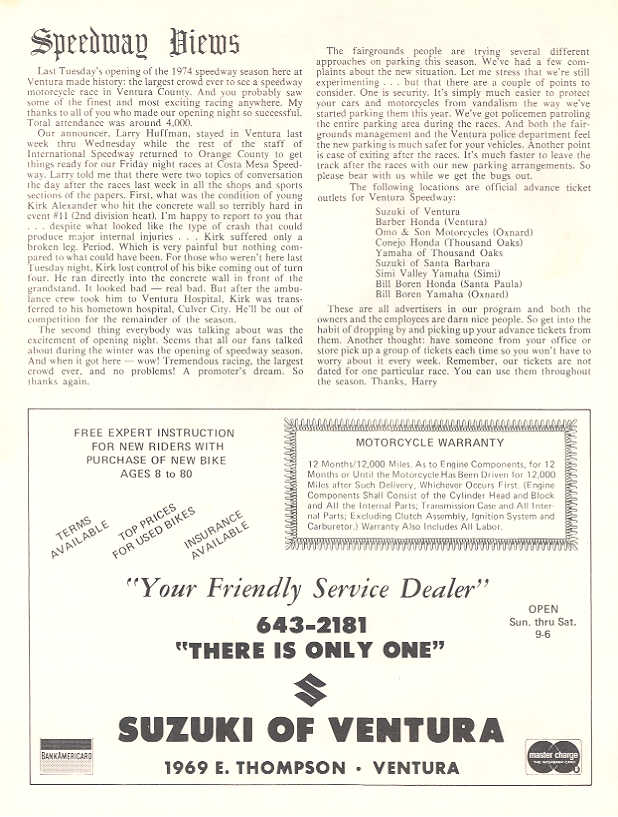 Speedway Views
Last Tuesday's opening of the 1974 speedway season here at
Ventura made history: the largest crowd ever to see a speedway
motorcycle race in Ventura County. And you probably saw
some of the finest and most exciting racing anywhere. My
thanks to all of you who made our opening night so successful.
Total attendance was around 4,000.
Our announcer, Larry Huffman, stayed in Ventura last
week thru Wednesday while the rest of the staff of
International Speedway returned to Orange County to get
things ready for our Friday night races at Costa Mesa Speed-
way. Larry told me that there were two topics of conversation
the day after the races last week in all the shops and sports
sections of the papers. First, what was the condition of young
Kirk Alexander who hit the concrete wall so terribly hard in
event #11 (2nd division heat). I'm happy to report to you that
. . . despite what looked like the type of crash that could
produce major internal injuries . . . Kirk suffered only a
broken leg. Period. Which is very painful but nothing com-
pared to what could have been. For those who weren't here last
Tuesday night, Kirk lost control of his bike coming out of turn
four. He ran directly into the concrete wall in front of the
grandstand. It looked bad — real bad. But after the ambu-
lance crew took him to Ventura Hospital, Kirk was trans-
ferred to his hometown hospital, Culver City. He'll be out of
competition for the remainder of the season.
The second thing everybody was talking about was the
excitement of opening night. Seems that all our fans talked
about during the winter was the opening of speedway season.
And when it got here — wow! Tremendous racing, the largest
crowd ever, and no problems! A promoter's dream. So
thanks again.
The fairgrounds people are trying several different
approaches on parking this season. We've had a few com-
plaints about the new situation. Let me stress that we're still
experimenting . . . but that there are a couple of points to
consider. One is security. It's simply much easier to protect
your cars and motorcycles from vandalism the way we've
started parking them this year. We've got policemen patroling
the entire parking area during the races. And both the fair-
grounds management and the Ventura police department feel
the new parking is much safer for your vehicles. Another point
is case of exiting after the races. It's much faster to leave the
track after the races with our new parking arrangements. So
please bear with us while we get the bugs out.
The following locations are official advance ticket
outlets for Ventura Speedway:
Suzuki of Ventura
Barber Honda (Ventura)
Omo & Son Motorcycles (Oxnard)
Conejo Honda (Thousand Oaks)
Yamaha of Thousand Oaks
Suzuki of Santa Barbara
Simi Valley Yamaha (Simi)
Bill Boren Honda (Santa Paula)
Bill Boren Yamaha (Oxnard)
These are all advertisers in our program and both the
owners and the employees are darn nice people. So get into the
habit of dropping by and picking up your advance tickets from
them. Another thought: have someone from your office or
store pick up a group of tickets each time so you won't have to
worry about it every week. Remember, our tickets are not
dated for one particular race. You can use them throughout
the season. Thanks, Harry
FREE EXPERT INSTRUCTION
FOR NEW RIDERS WITH
PURCHASE OF NEW BIKE
AGES 8 to 80
TERMS
AVAILABLE
TOP PRICES
FOR USED BIKES
INSURANCE
AVAILABLE
MOTORCYCLE WARRANTY
12 Months/12,000 Miles. As to Engine Components, for 12
Months or Until the Motorcycle Has Been Driven for 12,000
Miles after Such Delivery, Whichever Occurs First. (Engine
Components Shall Consist of the Cylinder Head and Block
and All the Internal Parts; Transmission Case and All Inter-
nal Parts; Excluding Clutch Assembly, Ignition System and
Carburetor.) Warranty Also Includes All Labor.
"Your Friendly Service Dealer"
643-2181
"THERE IS ONLY ONE"
OPEN
Sun. thru Sat.
9-6
SUZUKI OF VENTURA
1969 E. THOMPSON · VENTURA
BANKAMERICARD
master charge
THE INTERBANK CARD